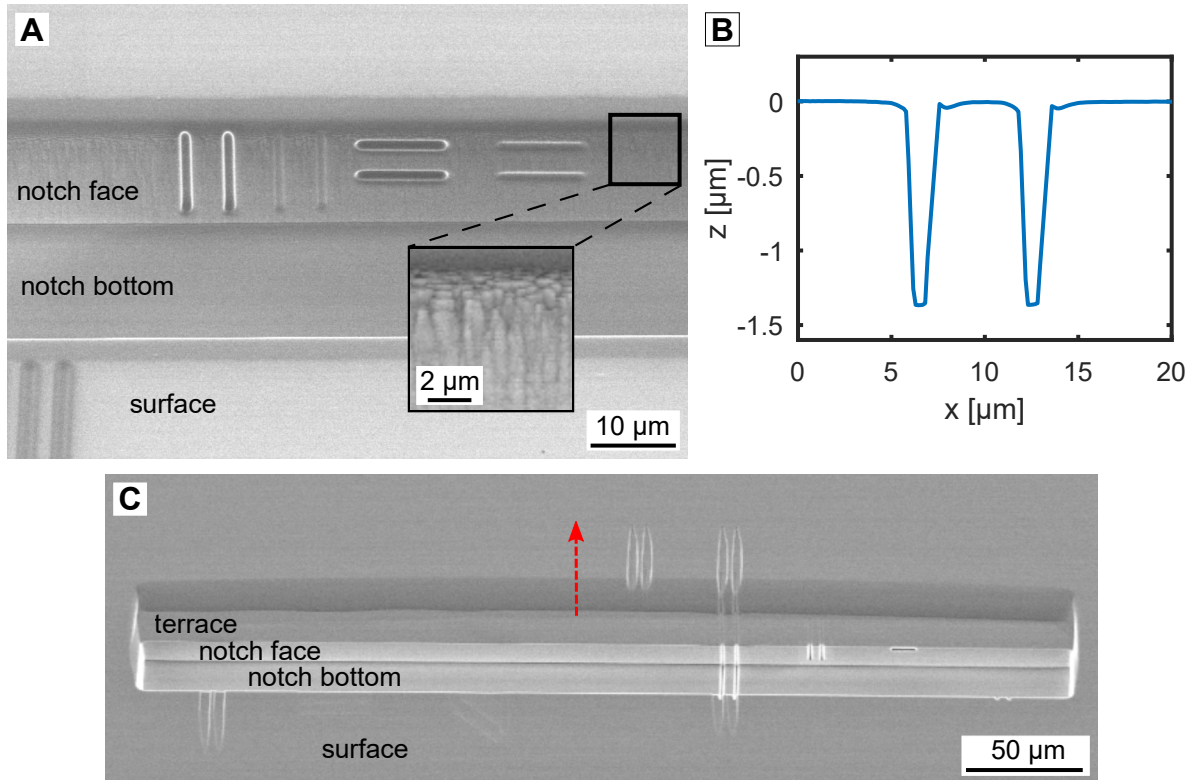 A
notch face
notch bottom
surface
2 µm
10 µm
B
0
-0.5
-1
-1.5
z [µm]
0 5 10 15 20
x [µm]
C
terrace
notch face
notch bottom
surface
50 µm